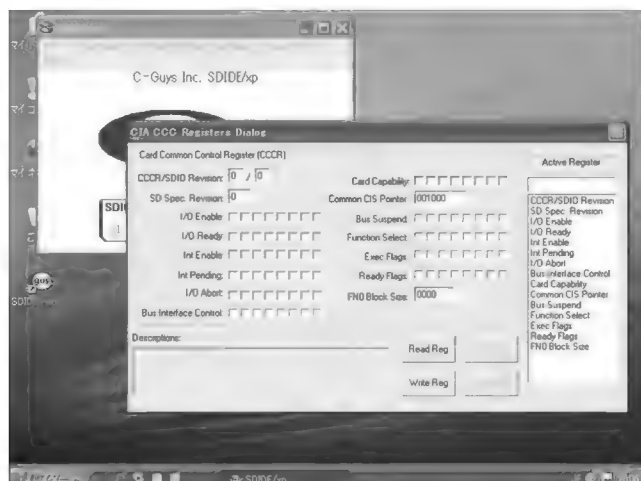 C-Guys Inc. SDIDE/xp
CIA CCC Registers Dialog
Card Common Control Register (CCCR)
CCCR/SDIO Revision: 0 / 0
SD Spec. Revision: 0
I/O Enable
I/O Ready
Int Enable
Int Pending:
I/O Abort:
Bus Interface Control:
Card Capability:
Common CIS Pointer: 001000
Bus Suspend
Function Select:
Exec Flags
Ready Flags
FN0 Block Size: 0000
Descriptions:
Read Reg
Write Reg
Active Register
CCCR/SDIO Revision
SD Spec. Revision
I/O Enable
I/O Ready
Int Enable
Int Pending
I/O Abort
Bus Interface Control
Card Capability
Common CIS Pointer
Bus Suspend
Function Select
Exec Flags
Ready Flags
FN0 Block Size
SDIDE/xp